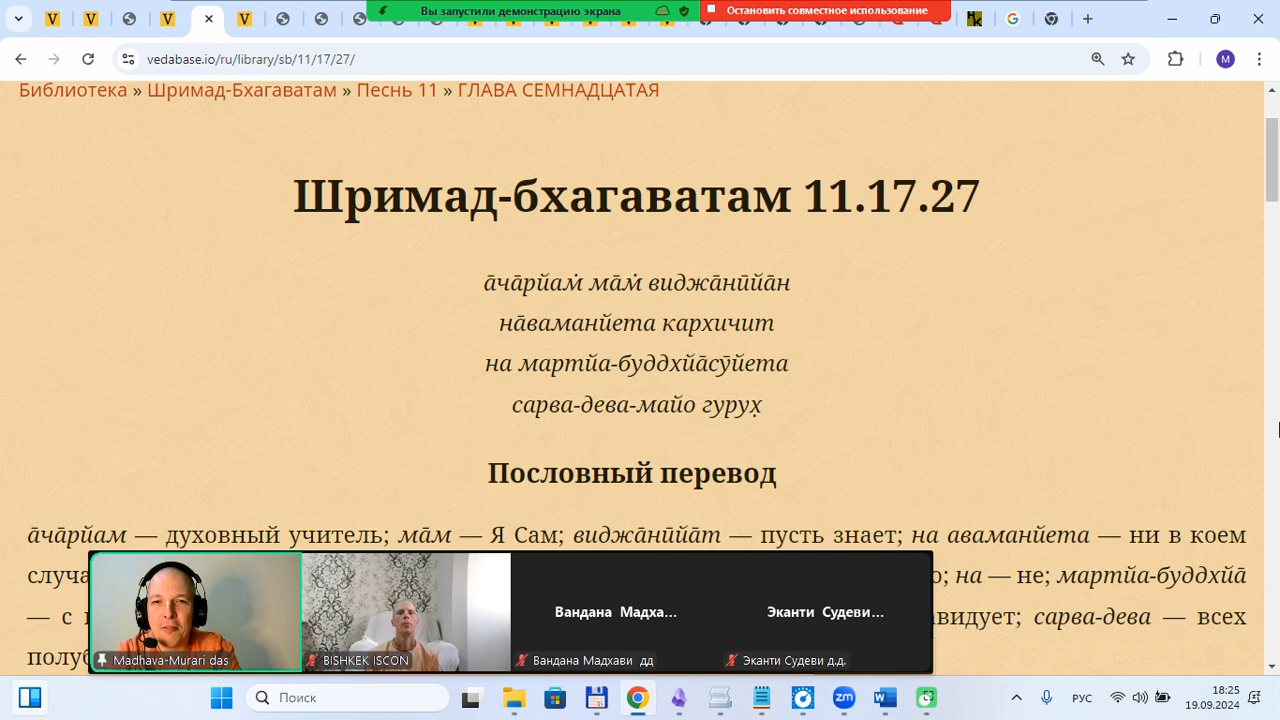 Вы запустили демонстрацию экрана
Остановить совместное использование
vedabase.io/ru/library/sb/11/17/27/
M
Библиотека » Шримад-Бхагаватам » Песнь 11 » ГЛАВА СЕМНАДЦАТАЯ
Шримад-бхагаватам 11.17.27
а̄ча̄рйам̇ ма̄м̇ виджа̄нӣйа̄н
на̄ваманйета кархичит
на мартйа-буддхйа̄сӯйета
сарва-дева-майо гурух̣
Пословный перевод
а̄ча̄рйам — духовный учитель; ма̄м — Я Сам; виджа̄нӣйа̄т — пусть знает; на аваманйета — ни в коем
на — не; мартйа-буддхйа̄
сарва-дева — всех
Вандана Мадха...
Эканти Судеви...
Madhava-Murari das
BISHKEK ISCON
Вандана Мадхави дд
Эканти Судеви д.д.
Поиск
zm
РУС
18:25
19.09.2024